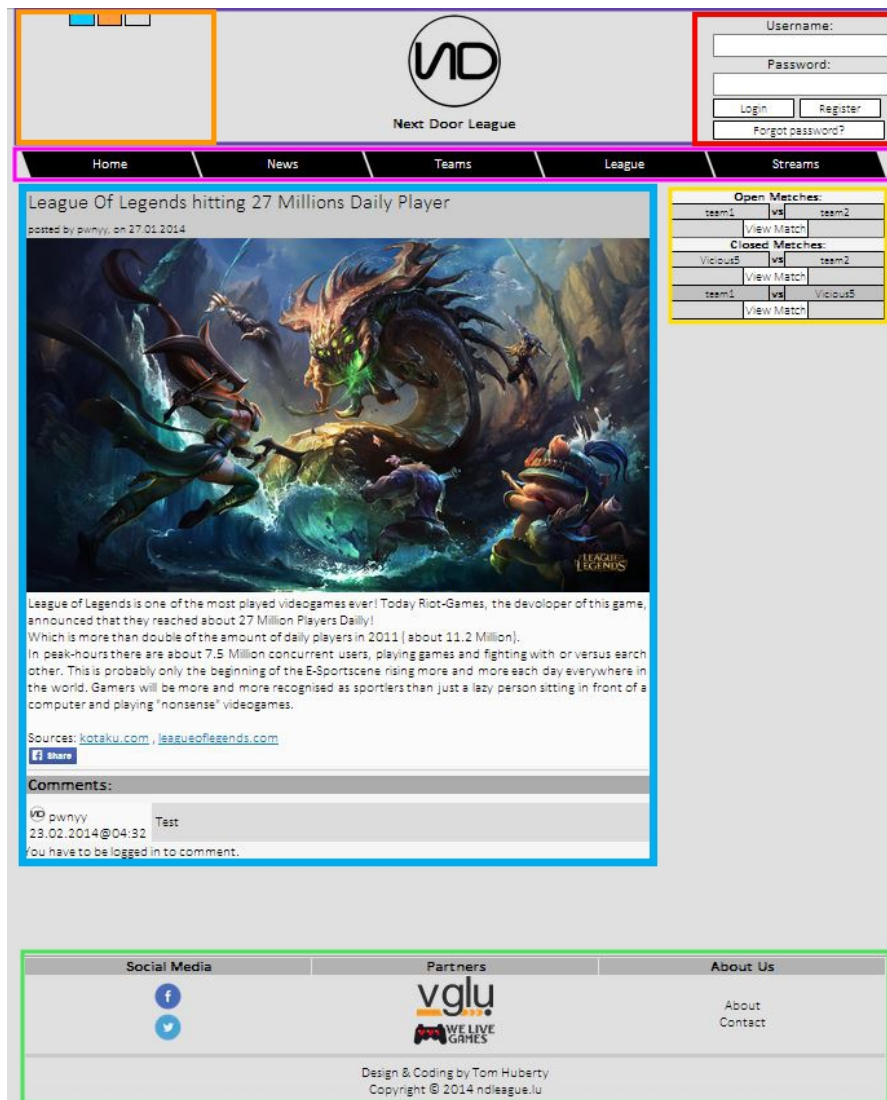 ND
Next Door League
Username:
Password:
Login Register
Forgot password?
Home News Teams League Streams
League Of Legends hitting 27 Millions Daily Player
posted by pwnyy, on 27.01.2014
LEAGUE OF LEGENDS
League of Legends is one of the most played videogames ever! Today Riot-Games, the devoloper of this game,
announced that they reached about 27 Million Players Dailly!
Which is more than double of the amount of daily players in 2011 ( about 11.2 Million).
In peak-hours there are about 7.5 Million concurrent users, playing games and fighting with or versus earch
other. This is probably only the beginning of the E-Sportscene rising more and more each day everywhere in
the world. Gamers will be more and more recognised as sportlers than just a lazy person sitting in front of a
computer and playing "nonsense" videogames.
Sources: kotaku.com , leagueoflegends.com
f Share
Comments:
ND pwnyy
23.02.2014@04:32
Test
You have to be logged in to comment.
Open Matches:
team1 vs team2
View Match
Closed Matches:
Vicious5 vs team2
View Match
team1 vs Vicious5
View Match
Social Media
f
Partners
vglu
WE LIVE
GAMES
About Us
About
Contact
Design & Coding by Tom Huberty
Copyright © 2014 ndleague.lu